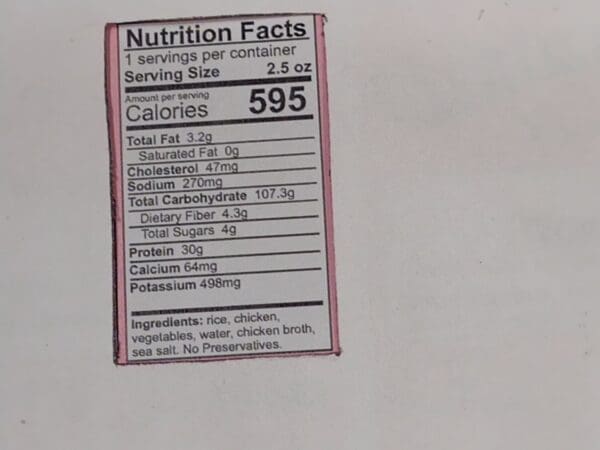 Nutrition Facts
1 servings per container
Serving Size 2.5 oz
Amount per serving
Calories 595
Total Fat 3.2g
Saturated Fat 0g
Cholesterol 47mg
Sodium 270mg
Total Carbohydrate 107.3g
Dietary Fiber 4.3g
Total Sugars 4g
Protein 30g
Calcium 64mg
Potassium 498mg
Ingredients: rice, chicken,
vegetables, water, chicken broth,
sea salt. No Preservatives.